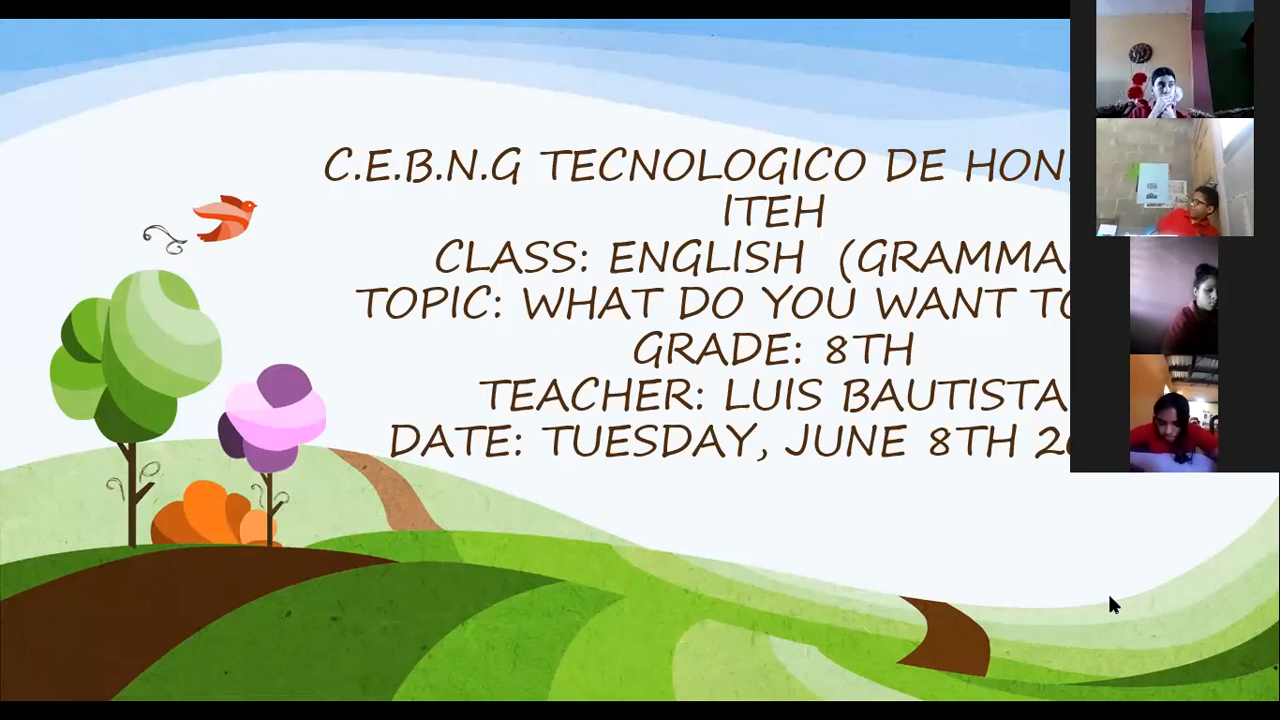 C.E.B.N.G TECNOLOGICO DE HON
ITEH
CLASS: ENGLISH (GRAMMA
TOPIC: WHAT DO YOU WANT TO
GRADE: 8TH
TEACHER: LUIS BAUTISTA
DATE: TUESDAY, JUNE 8TH 2